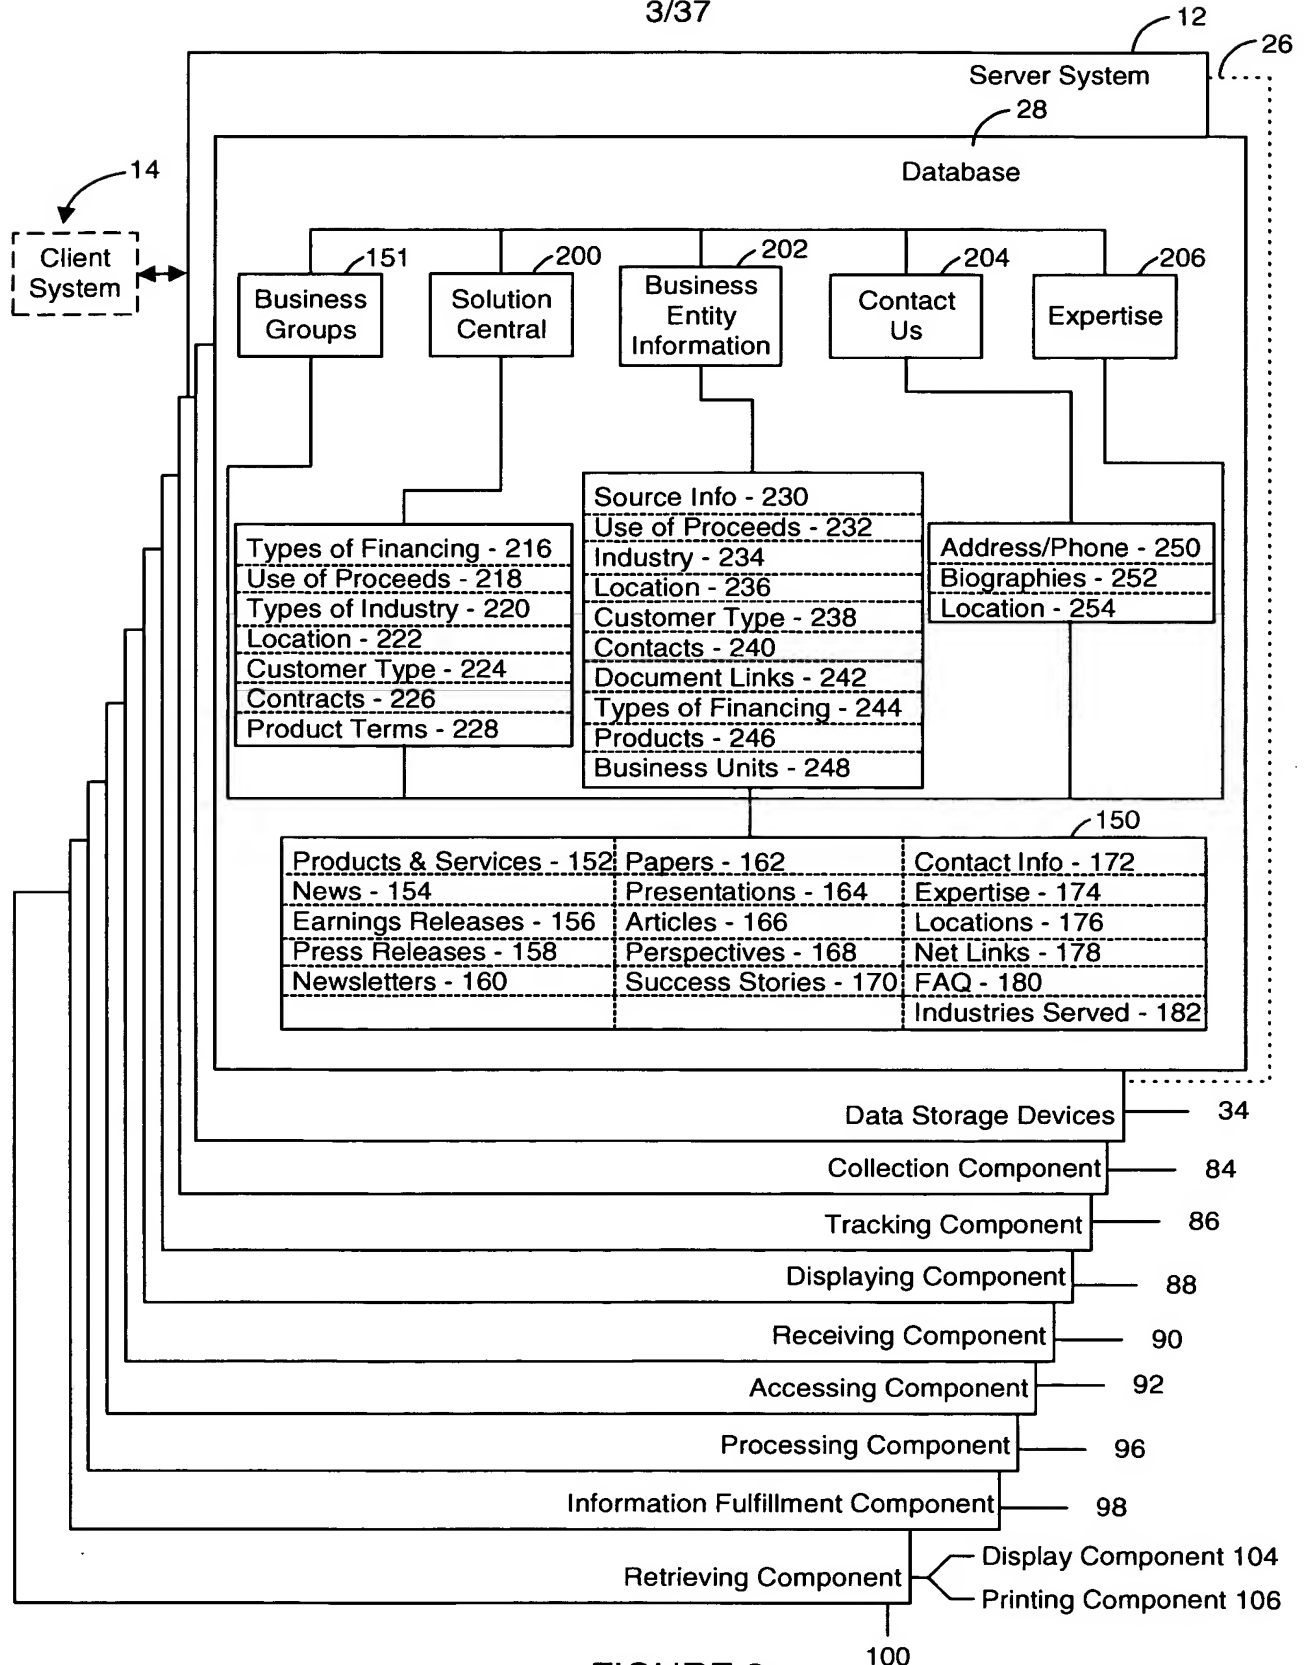 3/37
12
26
Server System
28
Database
14
Client
System
151
200
202
204
206
Business
Groups
Solution
Central
Business
Entity
Information
Contact
Us
Expertise
Types of Financing - 216
Use of Proceeds - 218
Types of Industry - 220
Location - 222
Customer Type - 224
Contracts - 226
Product Terms - 228
Source Info - 230
Use of Proceeds - 232
Industry - 234
Location - 236
Customer Type - 238
Contacts - 240
Document Links - 242
Types of Financing - 244
Products - 246
Business Units - 248
Address/Phone - 250
Biographies - 252
Location - 254
150
Products & Services - 152
News - 154
Earnings Releases - 156
Press Releases - 158
Newsletters - 160
Papers - 162
Presentations - 164
Articles - 166
Perspectives - 168
Success Stories - 170
Contact Info - 172
Expertise - 174
Locations - 176
Net Links - 178
FAQ - 180
Industries Served - 182
Data Storage Devices 34
Collection Component 84
Tracking Component 86
Displaying Component 88
Receiving Component 90
Accessing Component 92
Processing Component 96
Information Fulfillment Component 98
Retrieving Component
Display Component 104
Printing Component 106
100